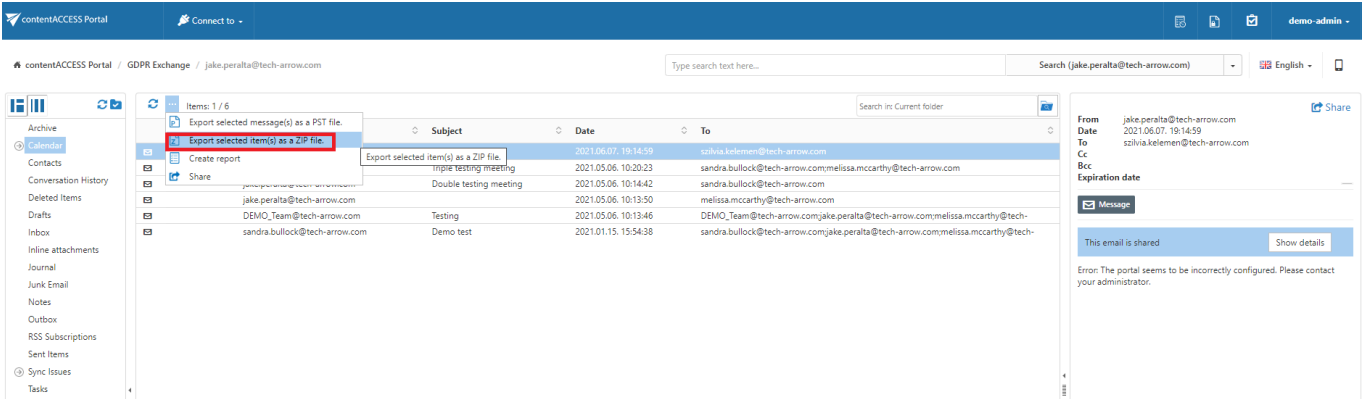 contentACCESS Portal
Connect to
demo-admin
contentACCESS Portal / GDPR Exchange / jake.peralta@tech-arrow.com
Type search text here...
Search (jake.peralta@tech-arrow.com)
English
Items: 1 / 6
Search in: Current folder
Archive
Calendar
Contacts
Conversation History
Deleted Items
Drafts
Inbox
Inline attachments
Journal
Junk Email
Notes
Outbox
RSS Subscriptions
Sent Items
Sync Issues
Tasks
Export selected message(s) as a PST file.
Export selected item(s) as a ZIP file.
Create report
Share
Export selected item(s) as a ZIP file.
Subject Date To
2021.06.07. 19:14:59 szilvia.kelemen@tech-arrow.com
Triple testing meeting 2021.05.06. 10:20:23 sandra.bullock@tech-arrow.com;melissa.mccarthy@tech-arrow.com
jake.peralta@tech-arrow.com Double testing meeting 2021.05.06. 10:14:42 sandra.bullock@tech-arrow.com
jake.peralta@tech-arrow.com 2021.05.06. 10:13:50 melissa.mccarthy@tech-arrow.com
DEMO_Team@tech-arrow.com Testing 2021.05.06. 10:13:46 DEMO_Team@tech-arrow.com;jake.peralta@tech-arrow.com;melissa.mccarthy@tech-
sandra.bullock@tech-arrow.com Demo test 2021.01.15. 15:54:38 sandra.bullock@tech-arrow.com;jake.peralta@tech-arrow.com;melissa.mccarthy@tech-
Share
From jake.peralta@tech-arrow.com
Date 2021.06.07. 19:14:59
To szilvia.kelemen@tech-arrow.com
Cc
Bcc
Expiration date
Message
This email is shared
Show details
Error: The portal seems to be incorrectly configured. Please contact
your administrator.